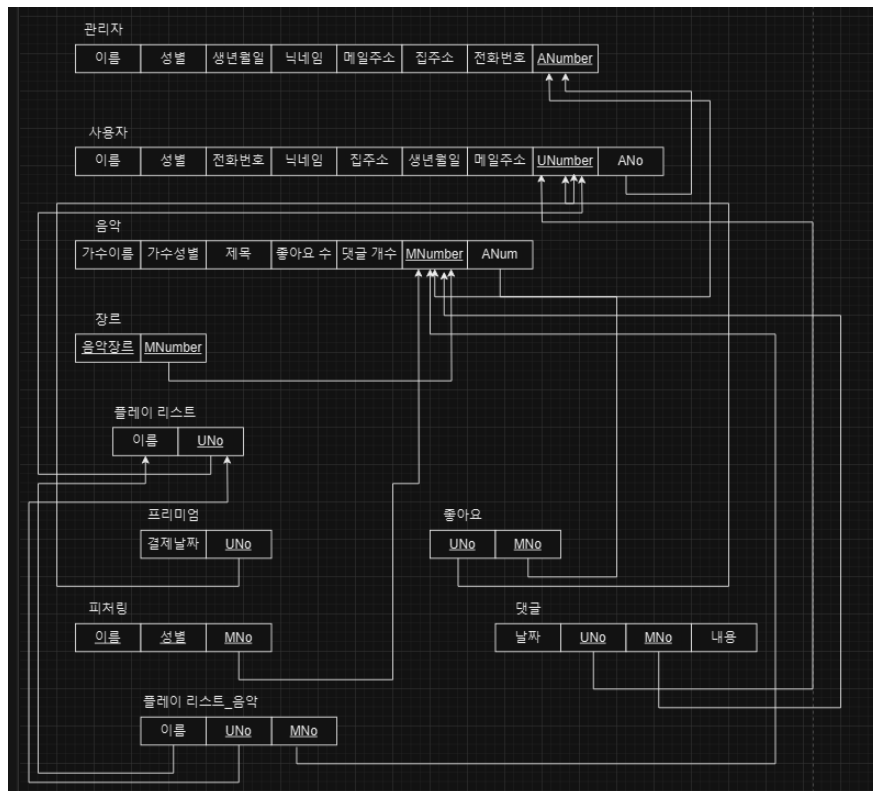 관리자
이름 성별 생년월일 닉네임 메일주소 집주소 전화번호 ANumber
사용자
이름 성별 전화번호 닉네임 집주소 생년월일 메일주소 UNumber ANo
음악
가수이름 가수성별 제목 좋아요 수 댓글 개수 MNumber ANum
장르
음악장르 MNumber
플레이 리스트
이름 UNo
프리미엄
결제날짜 UNo
좋아요
UNo MNo
피처링
이름 성별 MNo
댓글
날짜 UNo MNo 내용
플레이 리스트_음악
이름 UNo MNo